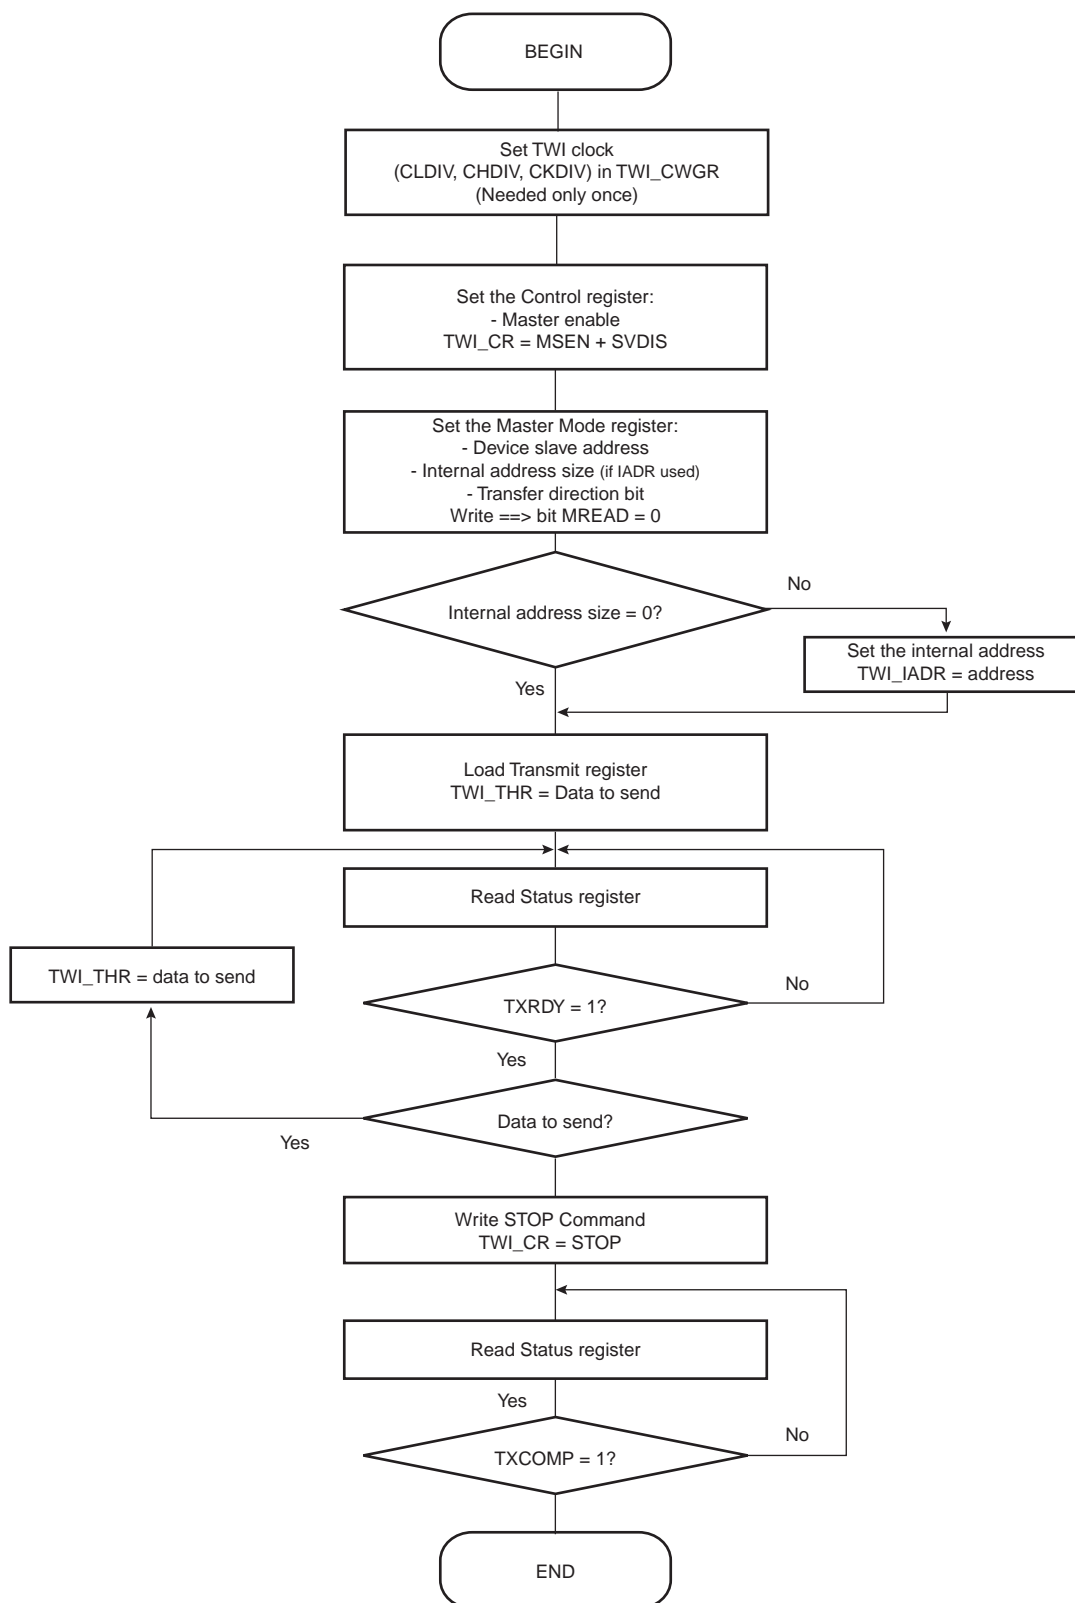 BEGIN
Set TWI clock
(CLDIV, CHDIV, CKDIV) in TWI_CWGR
(Needed only once)
Set the Control register:
- Master enable
TWI_CR = MSEN + SVDIS
Set the Master Mode register:
- Device slave address
- Internal address size (if IADR used)
- Transfer direction bit
Write ==> bit MREAD = 0
No
Internal address size = 0?
Set the internal address
TWI_IADR = address
Yes
Load Transmit register
TWI_THR = Data to send
Read Status register
TWI_THR = data to send
No
TXRDY = 1?
Yes
Data to send?
Yes
Write STOP Command
TWI_CR = STOP
Read Status register
Yes
No
TXCOMP = 1?
END